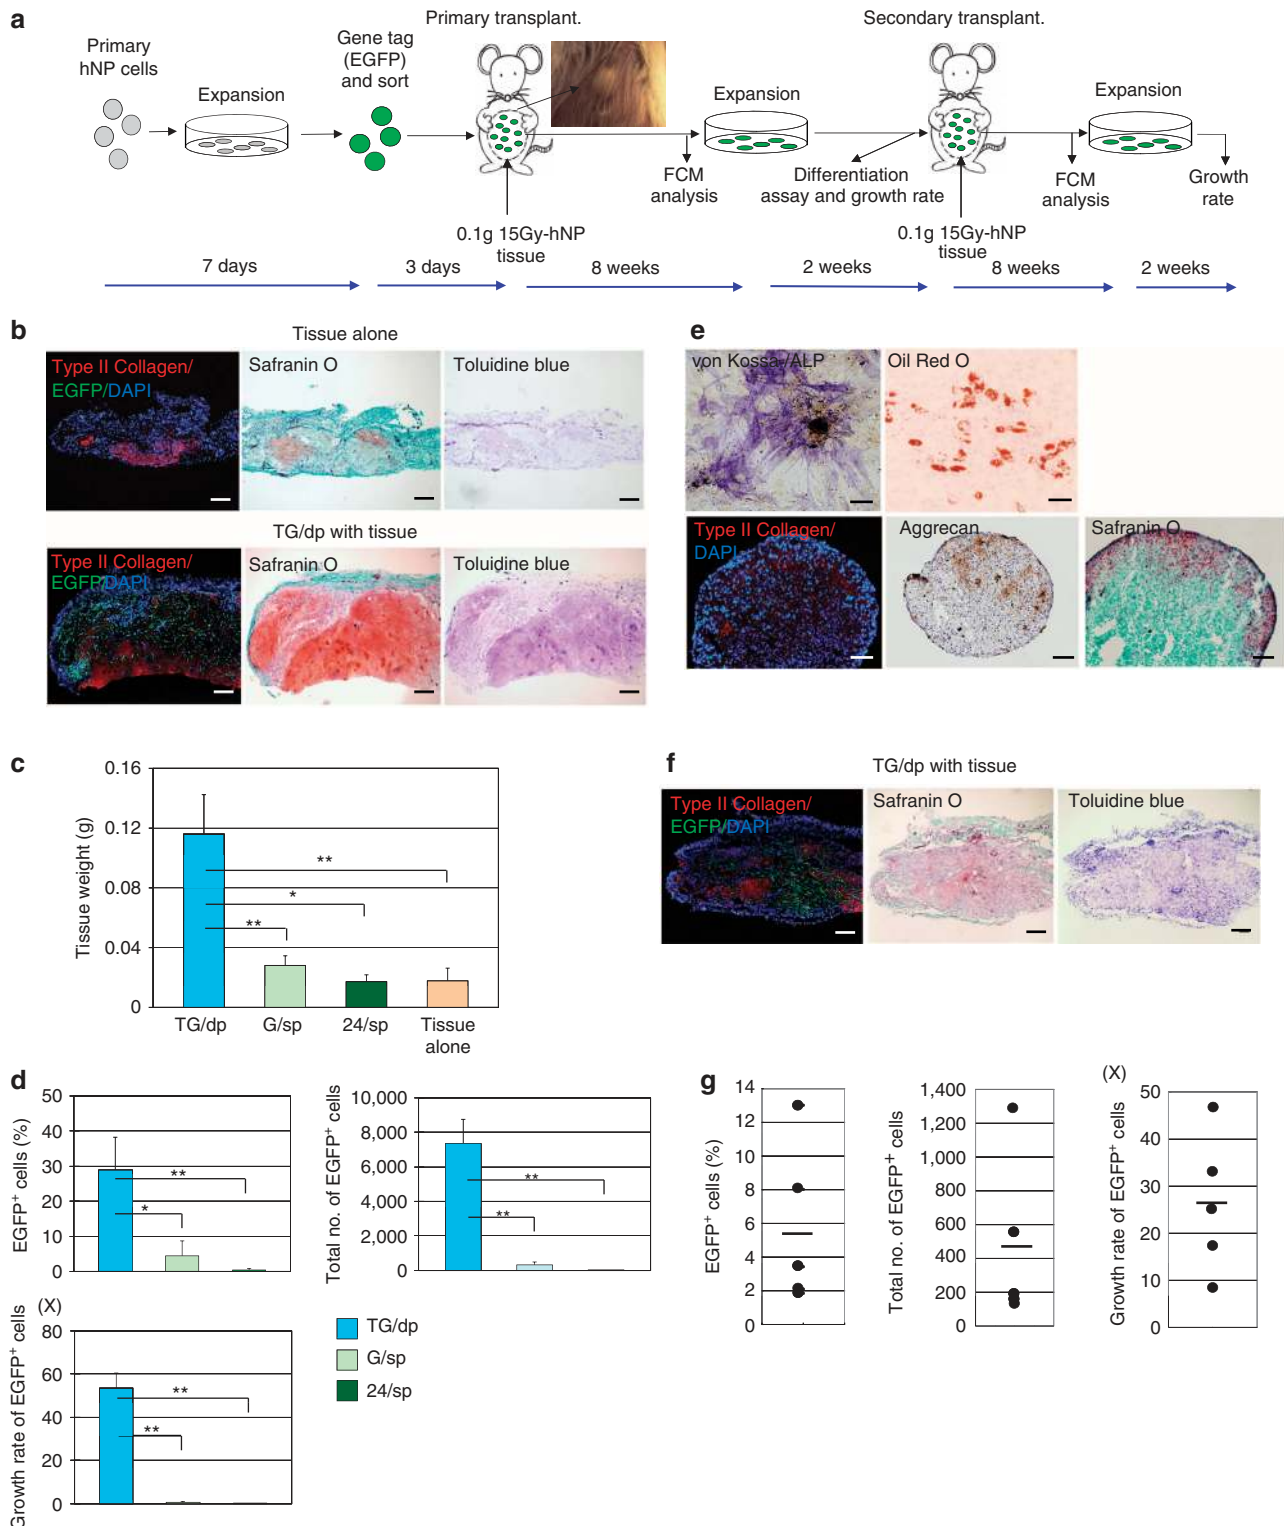 a
Primary transplant.
Secondary transplant.
Primary
hNP cells
Gene tag
(EGFP)
and sort
Expansion
Expansion
Expansion
FCM
analysis
Differentiation
assay and growth rate
FCM
analysis
Growth
rate
0.1g 15Gy-hNP
tissue
0.1g 15Gy-hNP
tissue
7 days
3 days
8 weeks
2 weeks
8 weeks
2 weeks
b
Tissue alone
Type II Collagen/
EGFP/DAPI
Safranin O
Toluidine blue
TG/dp with tissue
Type II Collagen/
EGFP/DAPI
Safranin O
Toluidine blue
e
von Kossa /ALP
Oil Red O
Type II Collagen/
DAPI
Aggrecan
Safranin O
c
Tissue weight (g)
0.16
0.12
0.08
0.04
0
**
*
**
TG/dp
G/sp
24/sp
Tissue
alone
f
TG/dp with tissue
Type II Collagen/
EGFP/DAPI
Safranin O
Toluidine blue
d
EGFP+ cells (%)
50
40
30
20
10
0
**
*
Total no. of EGFP+ cells
10,000
8,000
6,000
4,000
2,000
0
**
**
(X)
Growth rate of EGFP+ cells
80
60
40
20
0
**
**
TG/dp
G/sp
24/sp
g
EGFP+ cells (%)
14
12
10
8
6
4
2
0
Total no. of EGFP+ cells
1,400
1,200
1,000
800
600
400
200
0
(X)
Growth rate of EGFP+ cells
50
40
30
20
10
0